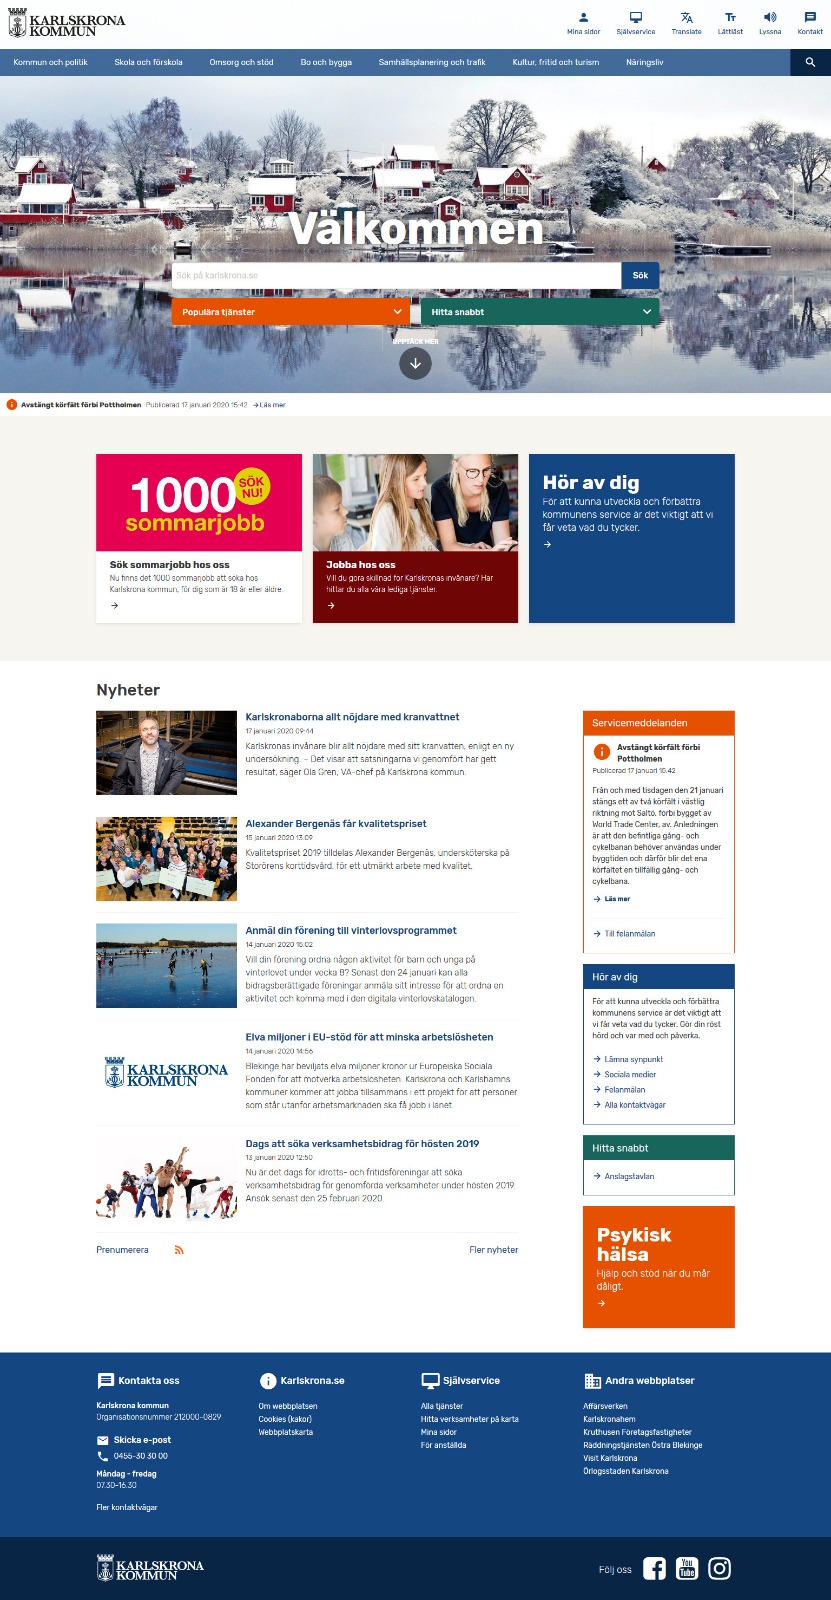 KARLSKRONA
KOMMUN
Mina sidor
Självservice
Translate
Lättläst
Lyssna
Kontakt
Kommun och politik
Skola och förskola
Omsorg och stöd
Bo och bygga
Samhällsplanering och trafik
Kultur, fritid och turism
Näringsliv
Välkommen
Sök på karlskrona.se
Sök
Populära tjänster
Hitta snabbt
UPPTÄCK MER
Avstängt körfält förbi Pottholmen Publicerad 17 januari 2020 15:42 Läs mer
1000
SÖK
NU!
sommarjobb
Sök sommarjobb hos oss
Nu finns det 1000 sommarjobb att söka hos
Karlskrona kommun, för dig som är 18 år eller äldre.
Jobba hos oss
Vill du göra skillnad för Karlskronas invånare? Här
hittar du alla våra lediga tjänster.
Hör av dig
För att kunna utveckla och förbättra
kommunens service är det viktigt att vi
får veta vad du tycker.
Nyheter
Karlskronaborna allt nöjdare med kranvattnet
17 januari 2020 09:44
Karlskronas invånare blir allt nöjdare med sitt kranvatten, enligt en ny
undersökning. – Det visar att satsningarna vi genomfört har gett
resultat, säger Ola Gren, VA-chef på Karlskrona kommun.
Alexander Bergenäs får kvalitetspriset
15 januari 2020 13:09
Kvalitetspriset 2019 tilldelas Alexander Bergenäs, undersköterska på
Storörens korttidsvård, för ett utmärkt arbete med kvalitet.
Anmäl din förening till vinterlovsprogrammet
14 januari 2020 15:02
Vill din förening ordna någon aktivitet för barn och unga på
vinterlovet under vecka 8? Senast den 24 januari kan alla
bidragsberättigade föreningar anmäla sitt intresse för att ordna en
aktivitet och komma med i den digitala vinterlovskatalogen.
KARLSKRONA
KOMMUN
Elva miljoner i EU-stöd för att minska arbetslösheten
14 januari 2020 14:56
Blekinge har beviljats elva miljoner kronor ur Europeiska Sociala
Fonden för att motverka arbetslösheten. Karlskrona och Karlshamns
kommuner kommer att jobba tillsammans i ett projekt för att personer
som står utanför arbetsmarknaden ska få jobb i länet.
Dags att söka verksamhetsbidrag för hösten 2019
13 januari 2020 12:50
Nu är det dags för idrotts- och fritidsföreningar att söka
verksamhetsbidrag för genomförda verksamheter under hösten 2019.
Ansök senast den 25 februari 2020.
Prenumerera
Fler nyheter
Servicemeddelanden
Avstängt körfält förbi
Pottholmen
Publicerad 17 januari 15:42
Från och med tisdagen den 21 januari
stängs ett av två körfält i västlig
riktning mot Saltö, förbi bygget av
World Trade Center, av. Anledningen
är att den befintliga gång- och
cykelbanan behöver användas under
byggtiden och därför blir det ena
körfältet en tillfällig gång- och
cykelbana.
Läs mer
Till felanmälan
Hör av dig
För att kunna utveckla och förbättra
kommunens service är det viktigt att
vi får veta vad du tycker. Gör din röst
hörd och var med och påverka.
Lämna synpunkt
Sociala medier
Felanmälan
Alla kontaktvägar
Hitta snabbt
Anslagstavlan
Psykisk
hälsa
Hjälp och stöd när du mår
dåligt.
Kontakta oss
Karlskrona kommun
Organisationsnummer 212000-0829
Skicka e-post
0455-30 30 00
Måndag - fredag
07.30-16.30
Fler kontaktvägar
Karlskrona.se
Om webbplatsen
Cookies (kakor)
Webbplatskarta
Självservice
Alla tjänster
Hitta verksamheter på karta
Mina sidor
För anställda
Andra webbplatser
Affärsverken
Karlskronahem
Kruthusen Företagsfastigheter
Räddningstjänsten Östra Blekinge
Visit Karlskrona
Örlogsstaden Karlskrona
KARLSKRONA
KOMMUN
Följ oss
You
Tube